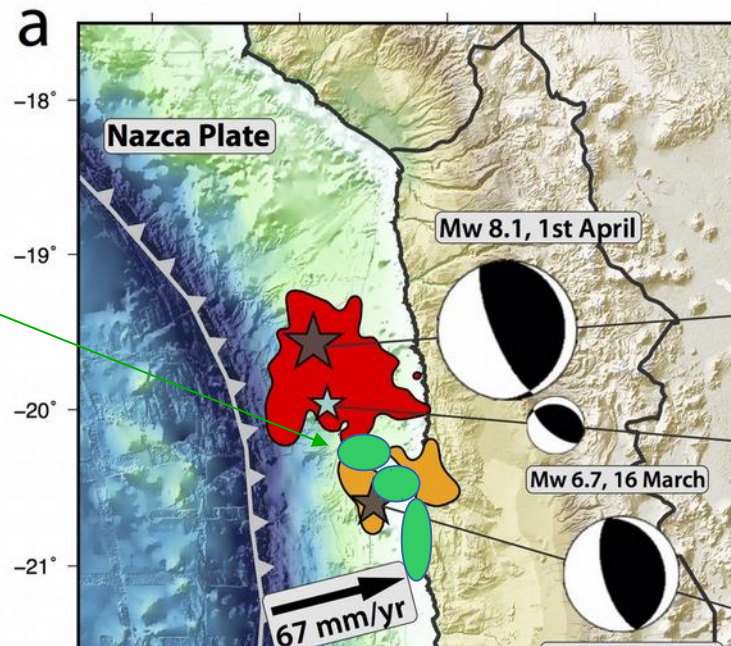 a
−18°
Nazca Plate
Mw 8.1, 1st April
−19°
−20°
Mw 6.7, 16 March
−21°
67 mm/yr